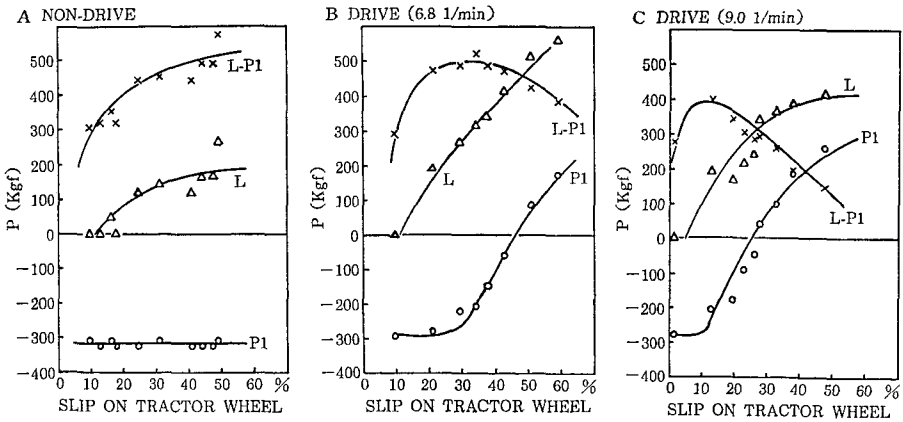 A NON-DRIVE
P (Kgf)
500
400
300
200
100
0
−100
−200
−300
−400
L-P1
L
P1
0 10 20 30 40 50 60 %
SLIP ON TRACTOR WHEEL
B DRIVE (6.8 1/min)
P (Kgf)
500
400
300
200
100
0
−100
−200
−300
−400
L-P1
L
P1
0 10 20 30 40 50 60 %
SLIP ON TRACTOR WHEEL
C DRIVE (9.0 1/min)
P (Kgf)
500
400
300
200
100
0
−100
−200
−300
−400
L
P1
L-P1
0 10 20 30 40 50 60 %
SLIP ON TRACTOR WHEEL